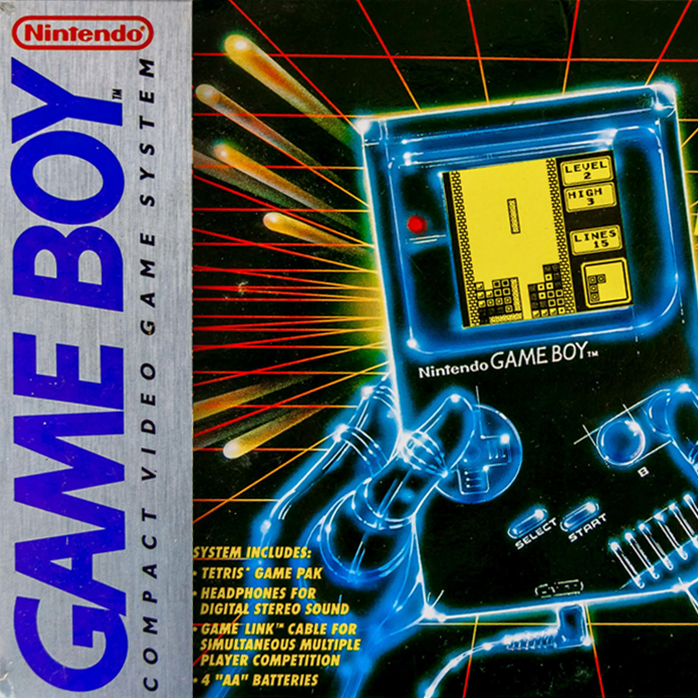 Nintendo®
GAME BOY™
COMPACT VIDEO GAME SYSTEM
LEVEL
2
HIGH
3
LINES
15
Nintendo GAME BOY™
B
SELECT
START
SYSTEM INCLUDES:
• TETRIS® GAME PAK
• HEADPHONES FOR
DIGITAL STEREO SOUND
• GAME LINK™ CABLE FOR
SIMULTANEOUS MULTIPLE
PLAYER COMPETITION
• 4 "AA" BATTERIES